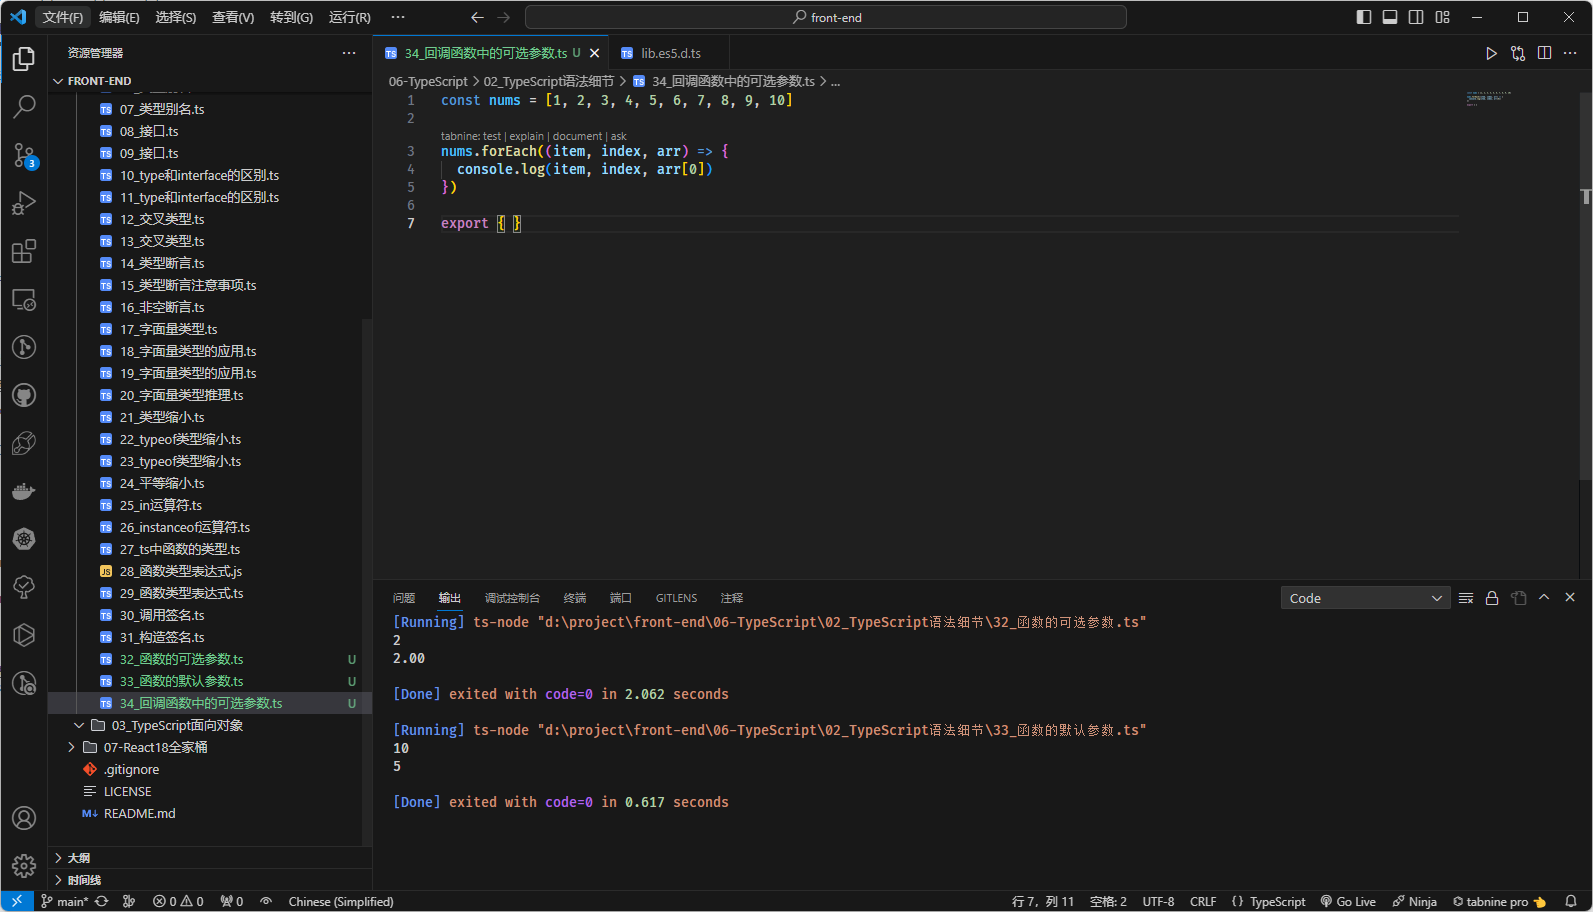 文件(F) 编辑(E) 选择(S) 查看(V) 转到(G) 运行(R) ··· front-end
资源管理器 ···
FRONT-END
07_类型别名.ts
08_接口.ts
09_接口.ts
10_type和interface的区别.ts
11_type和interface的区别.ts
12_交叉类型.ts
13_交叉类型.ts
14_类型断言.ts
15_类型断言注意事项.ts
16_非空断言.ts
17_字面量类型.ts
18_字面量类型的应用.ts
19_字面量类型的应用.ts
20_字面量类型推理.ts
21_类型缩小.ts
22_typeof类型缩小.ts
23_typeof类型缩小.ts
24_平等缩小.ts
25_in运算符.ts
26_instanceof运算符.ts
27_ts中函数的类型.ts
28_函数类型表达式.js
29_函数类型表达式.ts
30_调用签名.ts
31_构造签名.ts
32_函数的可选参数.ts U
33_函数的默认参数.ts U
34_回调函数中的可选参数.ts U
03_TypeScript面向对象
07-React18全家桶
.gitignore
LICENSE
README.md
大纲
时间线
34_回调函数中的可选参数.ts U lib.es5.d.ts
06-TypeScript > 02_TypeScript语法细节 > 34_回调函数中的可选参数.ts > ...
1 const nums = [1, 2, 3, 4, 5, 6, 7, 8, 9, 10]
2
tabnine: test | explain | document | ask
3 nums.forEach((item, index, arr) => {
4 console.log(item, index, arr[0])
5 })
6
7 export { }
问题 输出 调试控制台 终端 端口 GITLENS 注释 Code
[Running] ts-node "d:\project\front-end\06-TypeScript\02_TypeScript语法细节\32_函数的可选参数.ts"
2
2.00
[Done] exited with code=0 in 2.062 seconds
[Running] ts-node "d:\project\front-end\06-TypeScript\02_TypeScript语法细节\33_函数的默认参数.ts"
10
5
[Done] exited with code=0 in 0.617 seconds
3
main* 0 0 0 Chinese (Simplified) 行 7，列 11 空格: 2 UTF-8 CRLF { } TypeScript Go Live Ninja tabnine pro